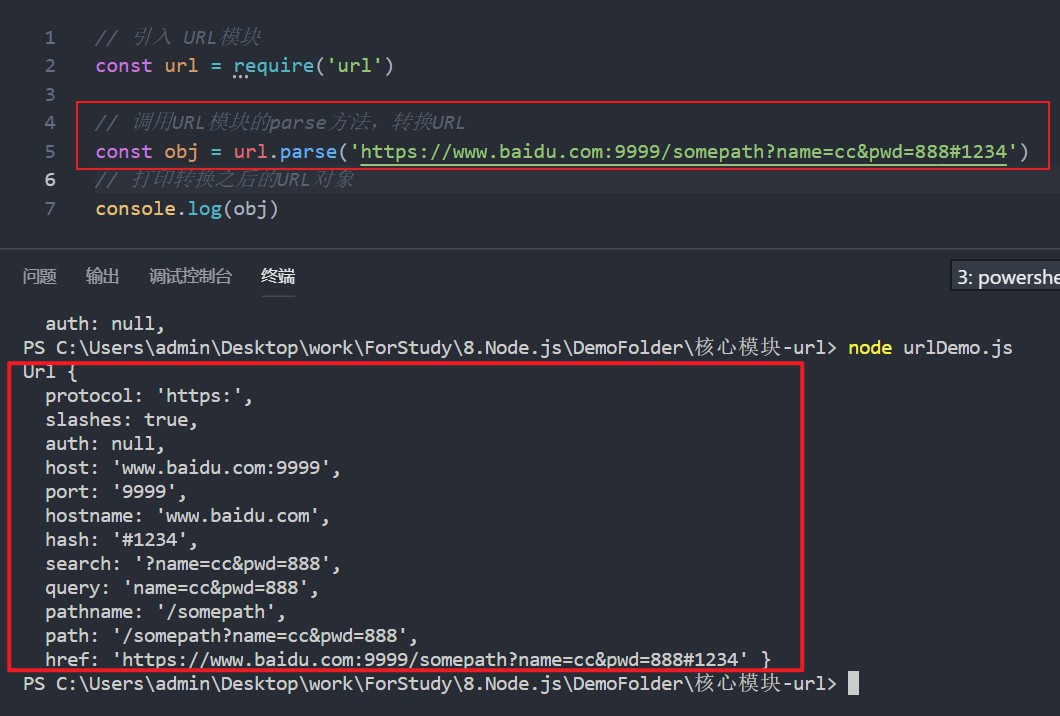 1 // 引入 URL模块
2 const url = require('url')
3
4 // 调用URL模块的parse方法，转换URL
5 const obj = url.parse('https://www.baidu.com:9999/somepath?name=cc&pwd=888#1234')
6 // 打印转换之后的URL对象
7 console.log(obj)
问题 输出 调试控制台 终端 3: powershe
auth: null,
PS C:\Users\admin\Desktop\work\ForStudy\8.Node.js\DemoFolder\核心模块-url> node urlDemo.js
Url {
protocol: 'https:',
slashes: true,
auth: null,
host: 'www.baidu.com:9999',
port: '9999',
hostname: 'www.baidu.com',
hash: '#1234',
search: '?name=cc&pwd=888',
query: 'name=cc&pwd=888',
pathname: '/somepath',
path: '/somepath?name=cc&pwd=888',
href: 'https://www.baidu.com:9999/somepath?name=cc&pwd=888#1234' }
PS C:\Users\admin\Desktop\work\ForStudy\8.Node.js\DemoFolder\核心模块-url>